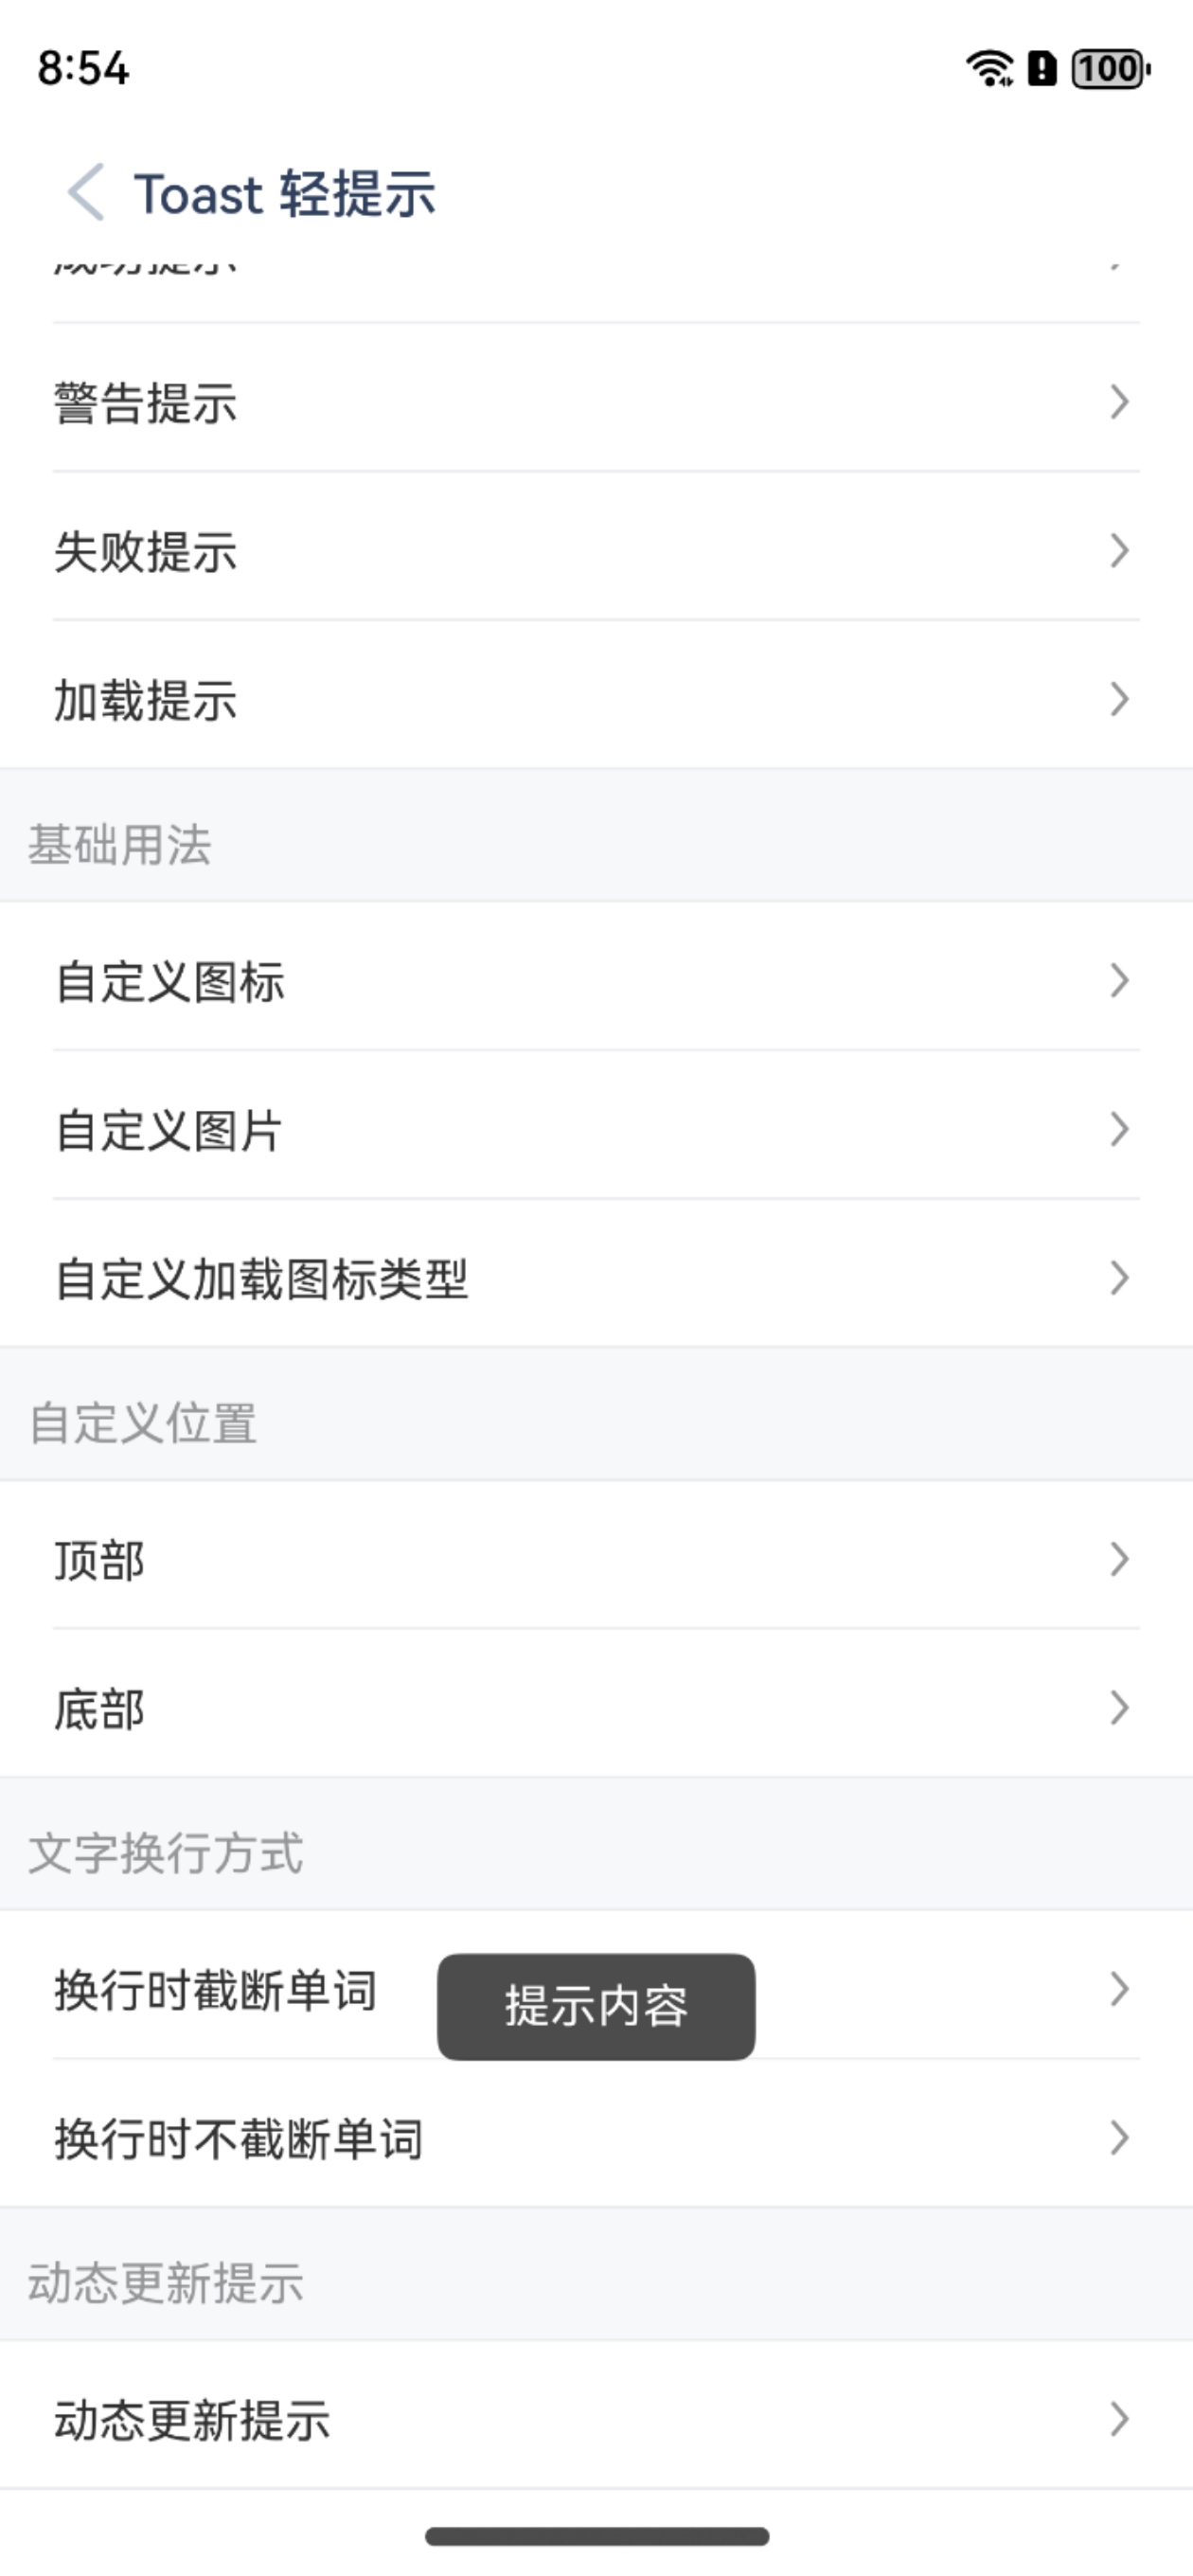 8:54
100
Toast 轻提示
警告提示
失败提示
加载提示
基础用法
自定义图标
自定义图片
自定义加载图标类型
自定义位置
顶部
底部
文字换行方式
换行时截断单词
提示内容
换行时不截断单词
动态更新提示
动态更新提示